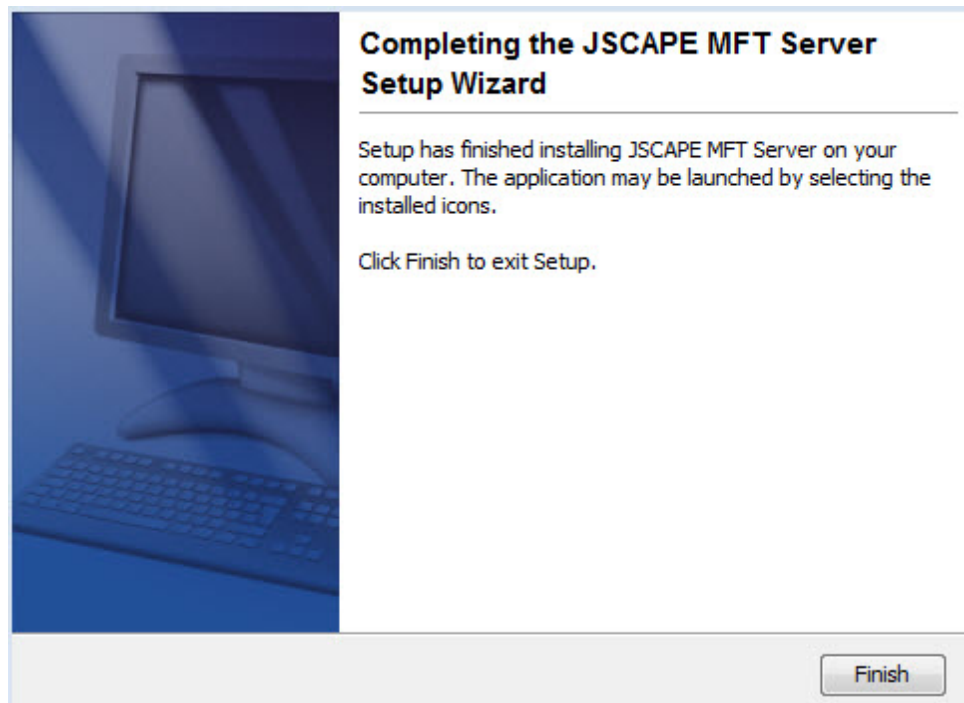 Completing the JSCAPE MFT Server
Setup Wizard
Setup has finished installing JSCAPE MFT Server on your
computer. The application may be launched by selecting the
installed icons.
Click Finish to exit Setup.
Finish